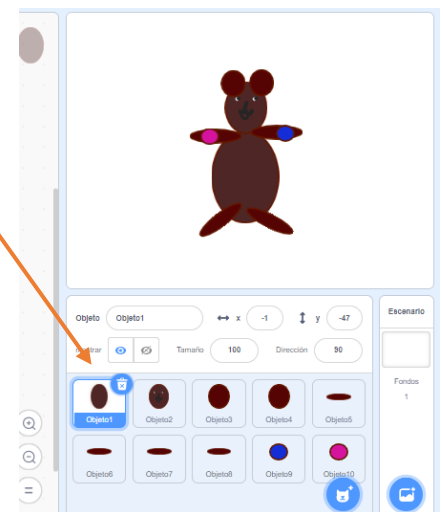 Objeto Objeto1 x -1 y -47
Mostrar Tamaño 100 Dirección 90
Objeto1 Objeto2 Objeto3 Objeto4 Objeto5
Objeto6 Objeto7 Objeto8 Objeto9 Objeto10
Escenario
Fondos
1